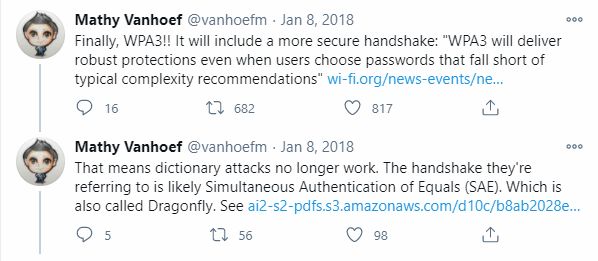 Mathy Vanhoef @vanhoefm · Jan 8, 2018
Finally, WPA3!! It will include a more secure handshake: "WPA3 will deliver
robust protections even when users choose passwords that fall short of
typical complexity recommendations" wi-fi.org/news-events/ne...
16 682 817
Mathy Vanhoef @vanhoefm · Jan 8, 2018
That means dictionary attacks no longer work. The handshake they're
referring to is likely Simultaneous Authentication of Equals (SAE). Which is
also called Dragonfly. See ai2-s2-pdfs.s3.amazonaws.com/d10c/b8ab2028e...
5 56 98